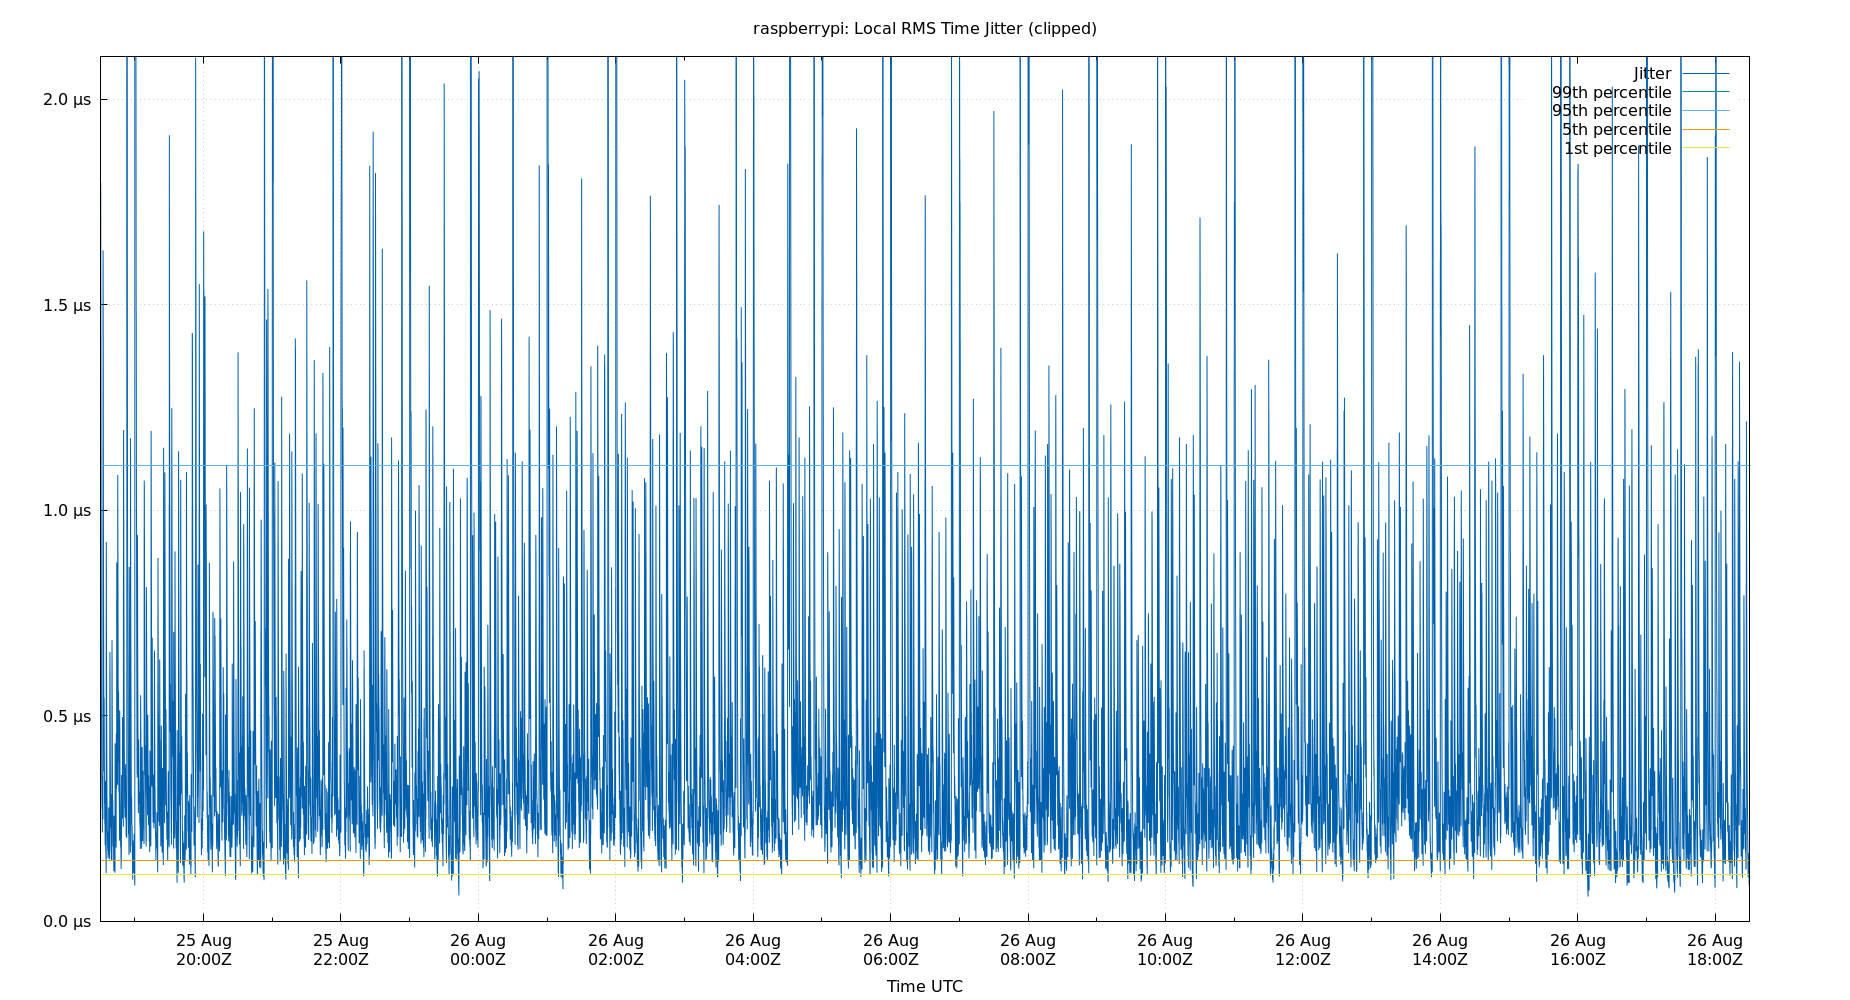 raspberrypi: Local RMS Time Jitter (clipped)
2.0 µs
1.5 µs
1.0 µs
0.5 µs
0.0 µs
Jitter
99th percentile
95th percentile
5th percentile
1st percentile
25 Aug 25 Aug 26 Aug 26 Aug 26 Aug 26 Aug 26 Aug 26 Aug 26 Aug 26 Aug 26 Aug 26 Aug
20:00Z 22:00Z 00:00Z 02:00Z 04:00Z 06:00Z 08:00Z 10:00Z 12:00Z 14:00Z 16:00Z 18:00Z
Time UTC